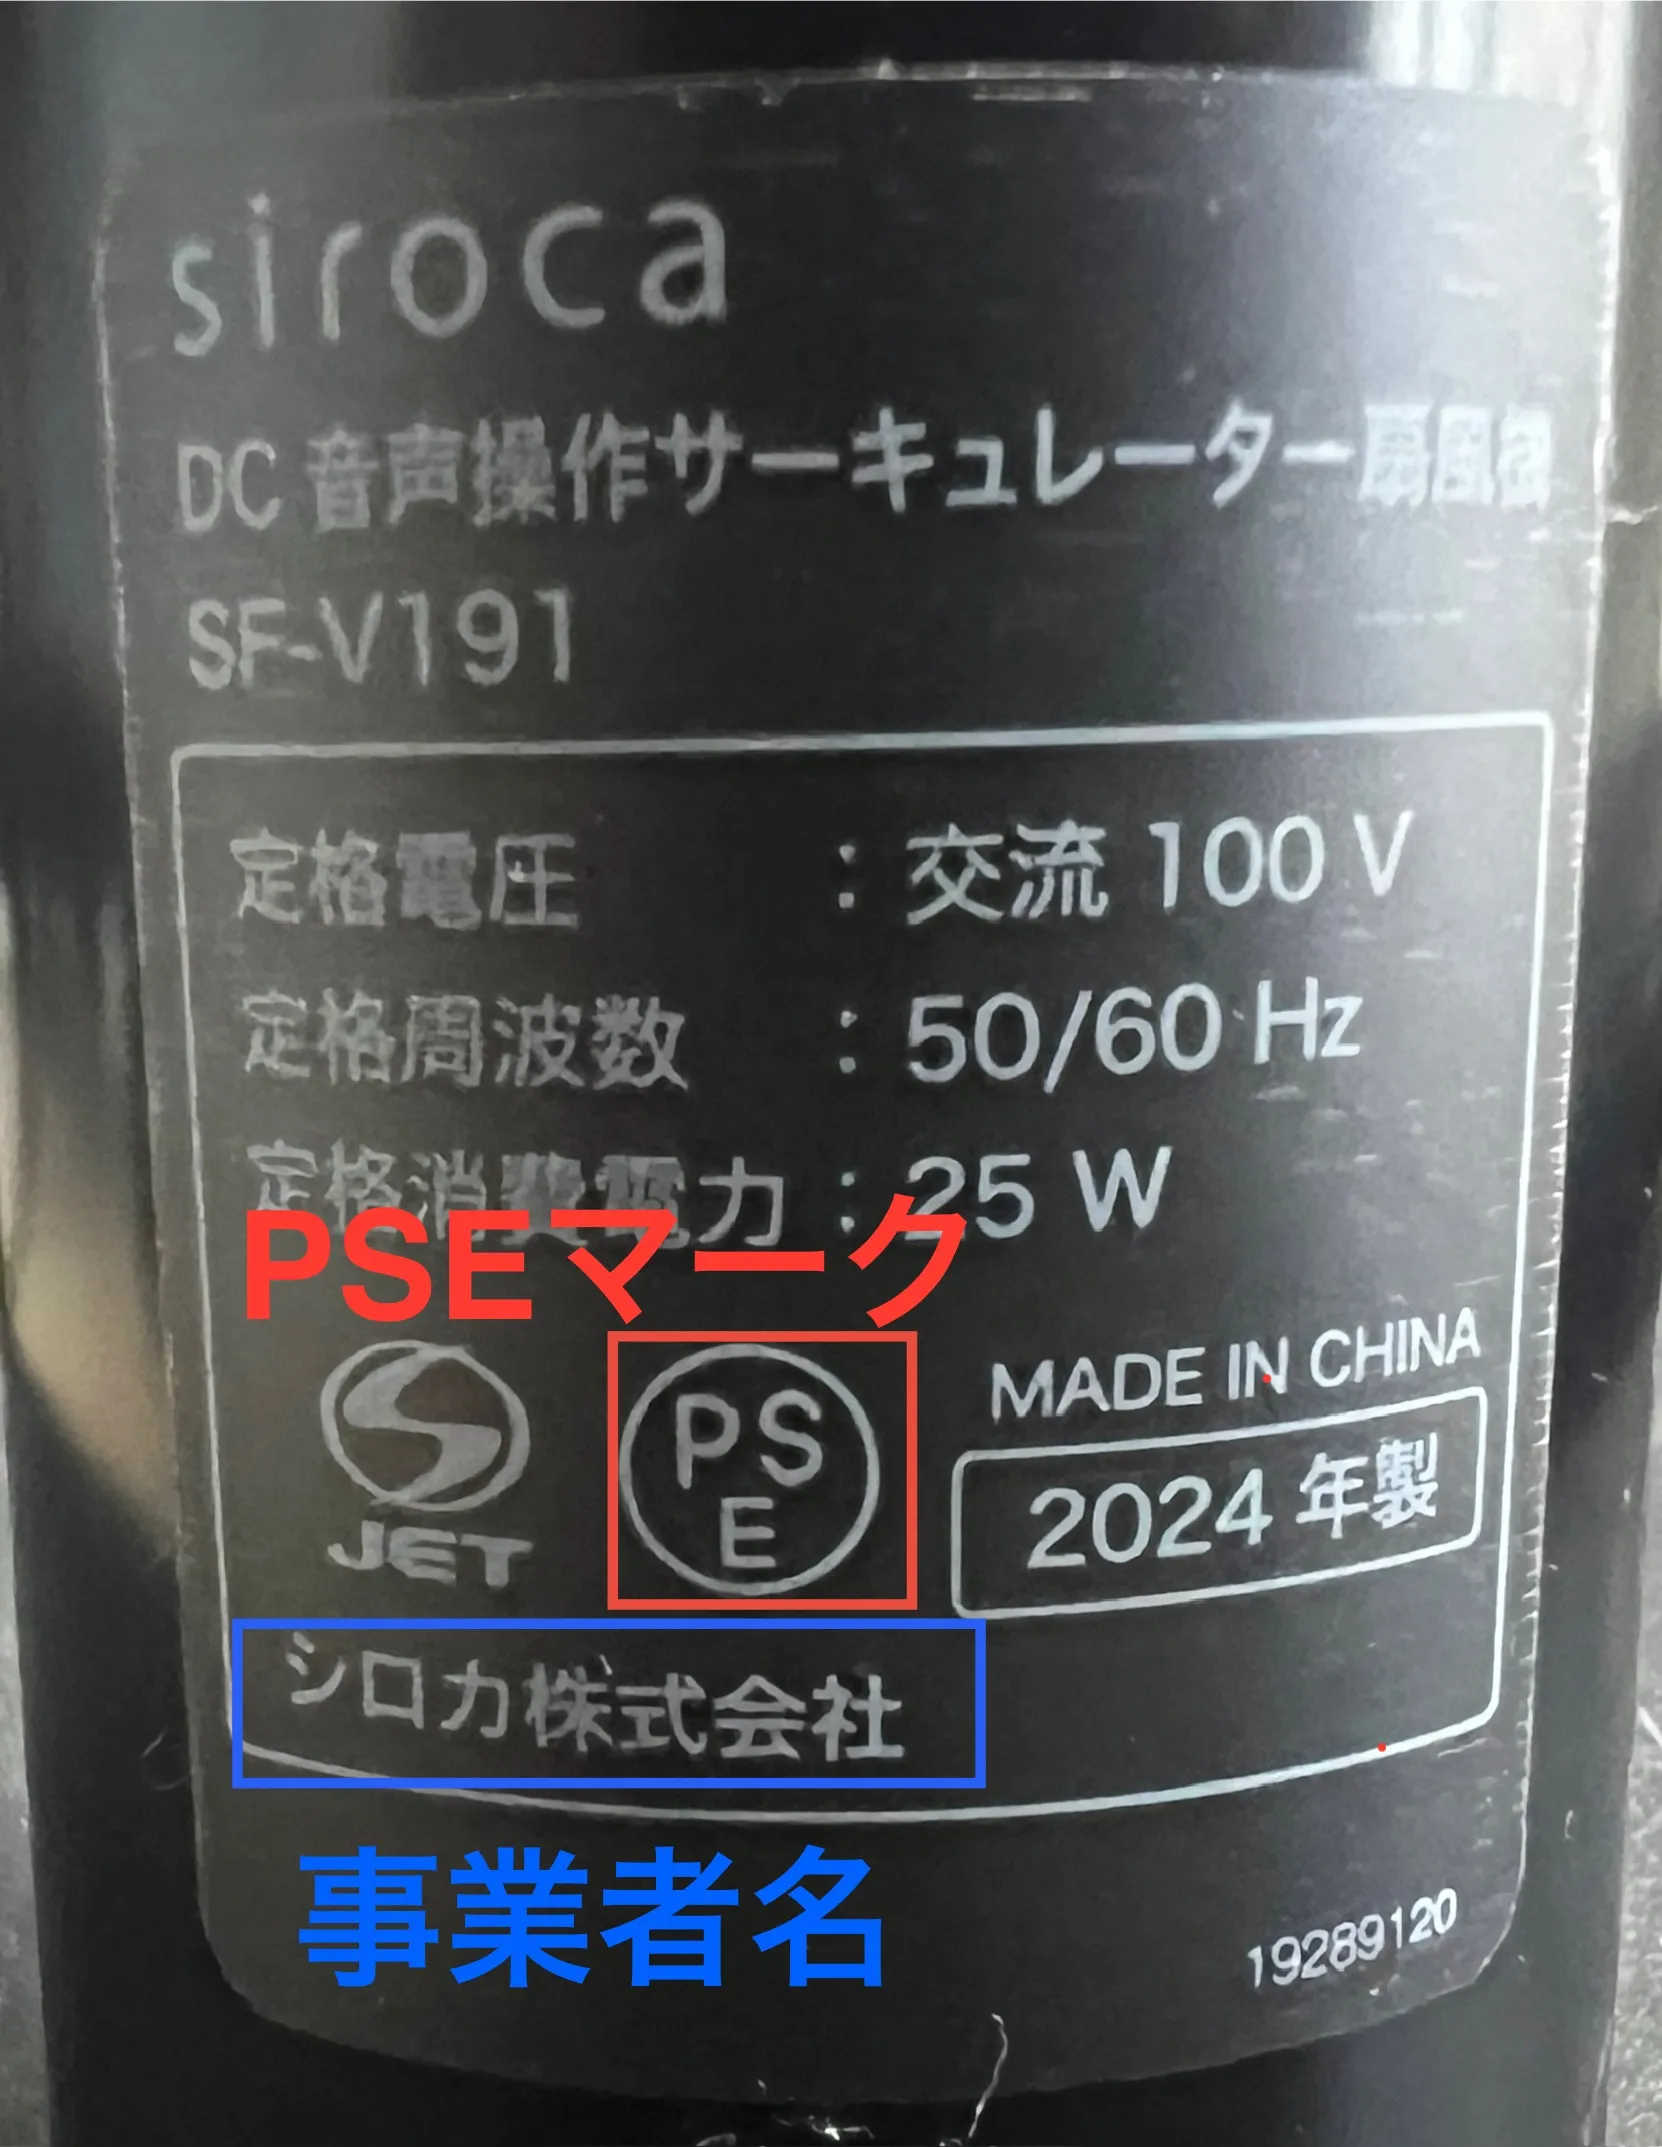 siroca
DC 音声操作サーキュレーター扇風機
SF-V191
定格電圧 : 交流 100 V
定格周波数 : 50/60 Hz
定格消費電力 : 25 W
PSEマーク
MADE IN CHINA
JET
PS
E
2024 年製
シロカ株式会社
事業者名
19289120